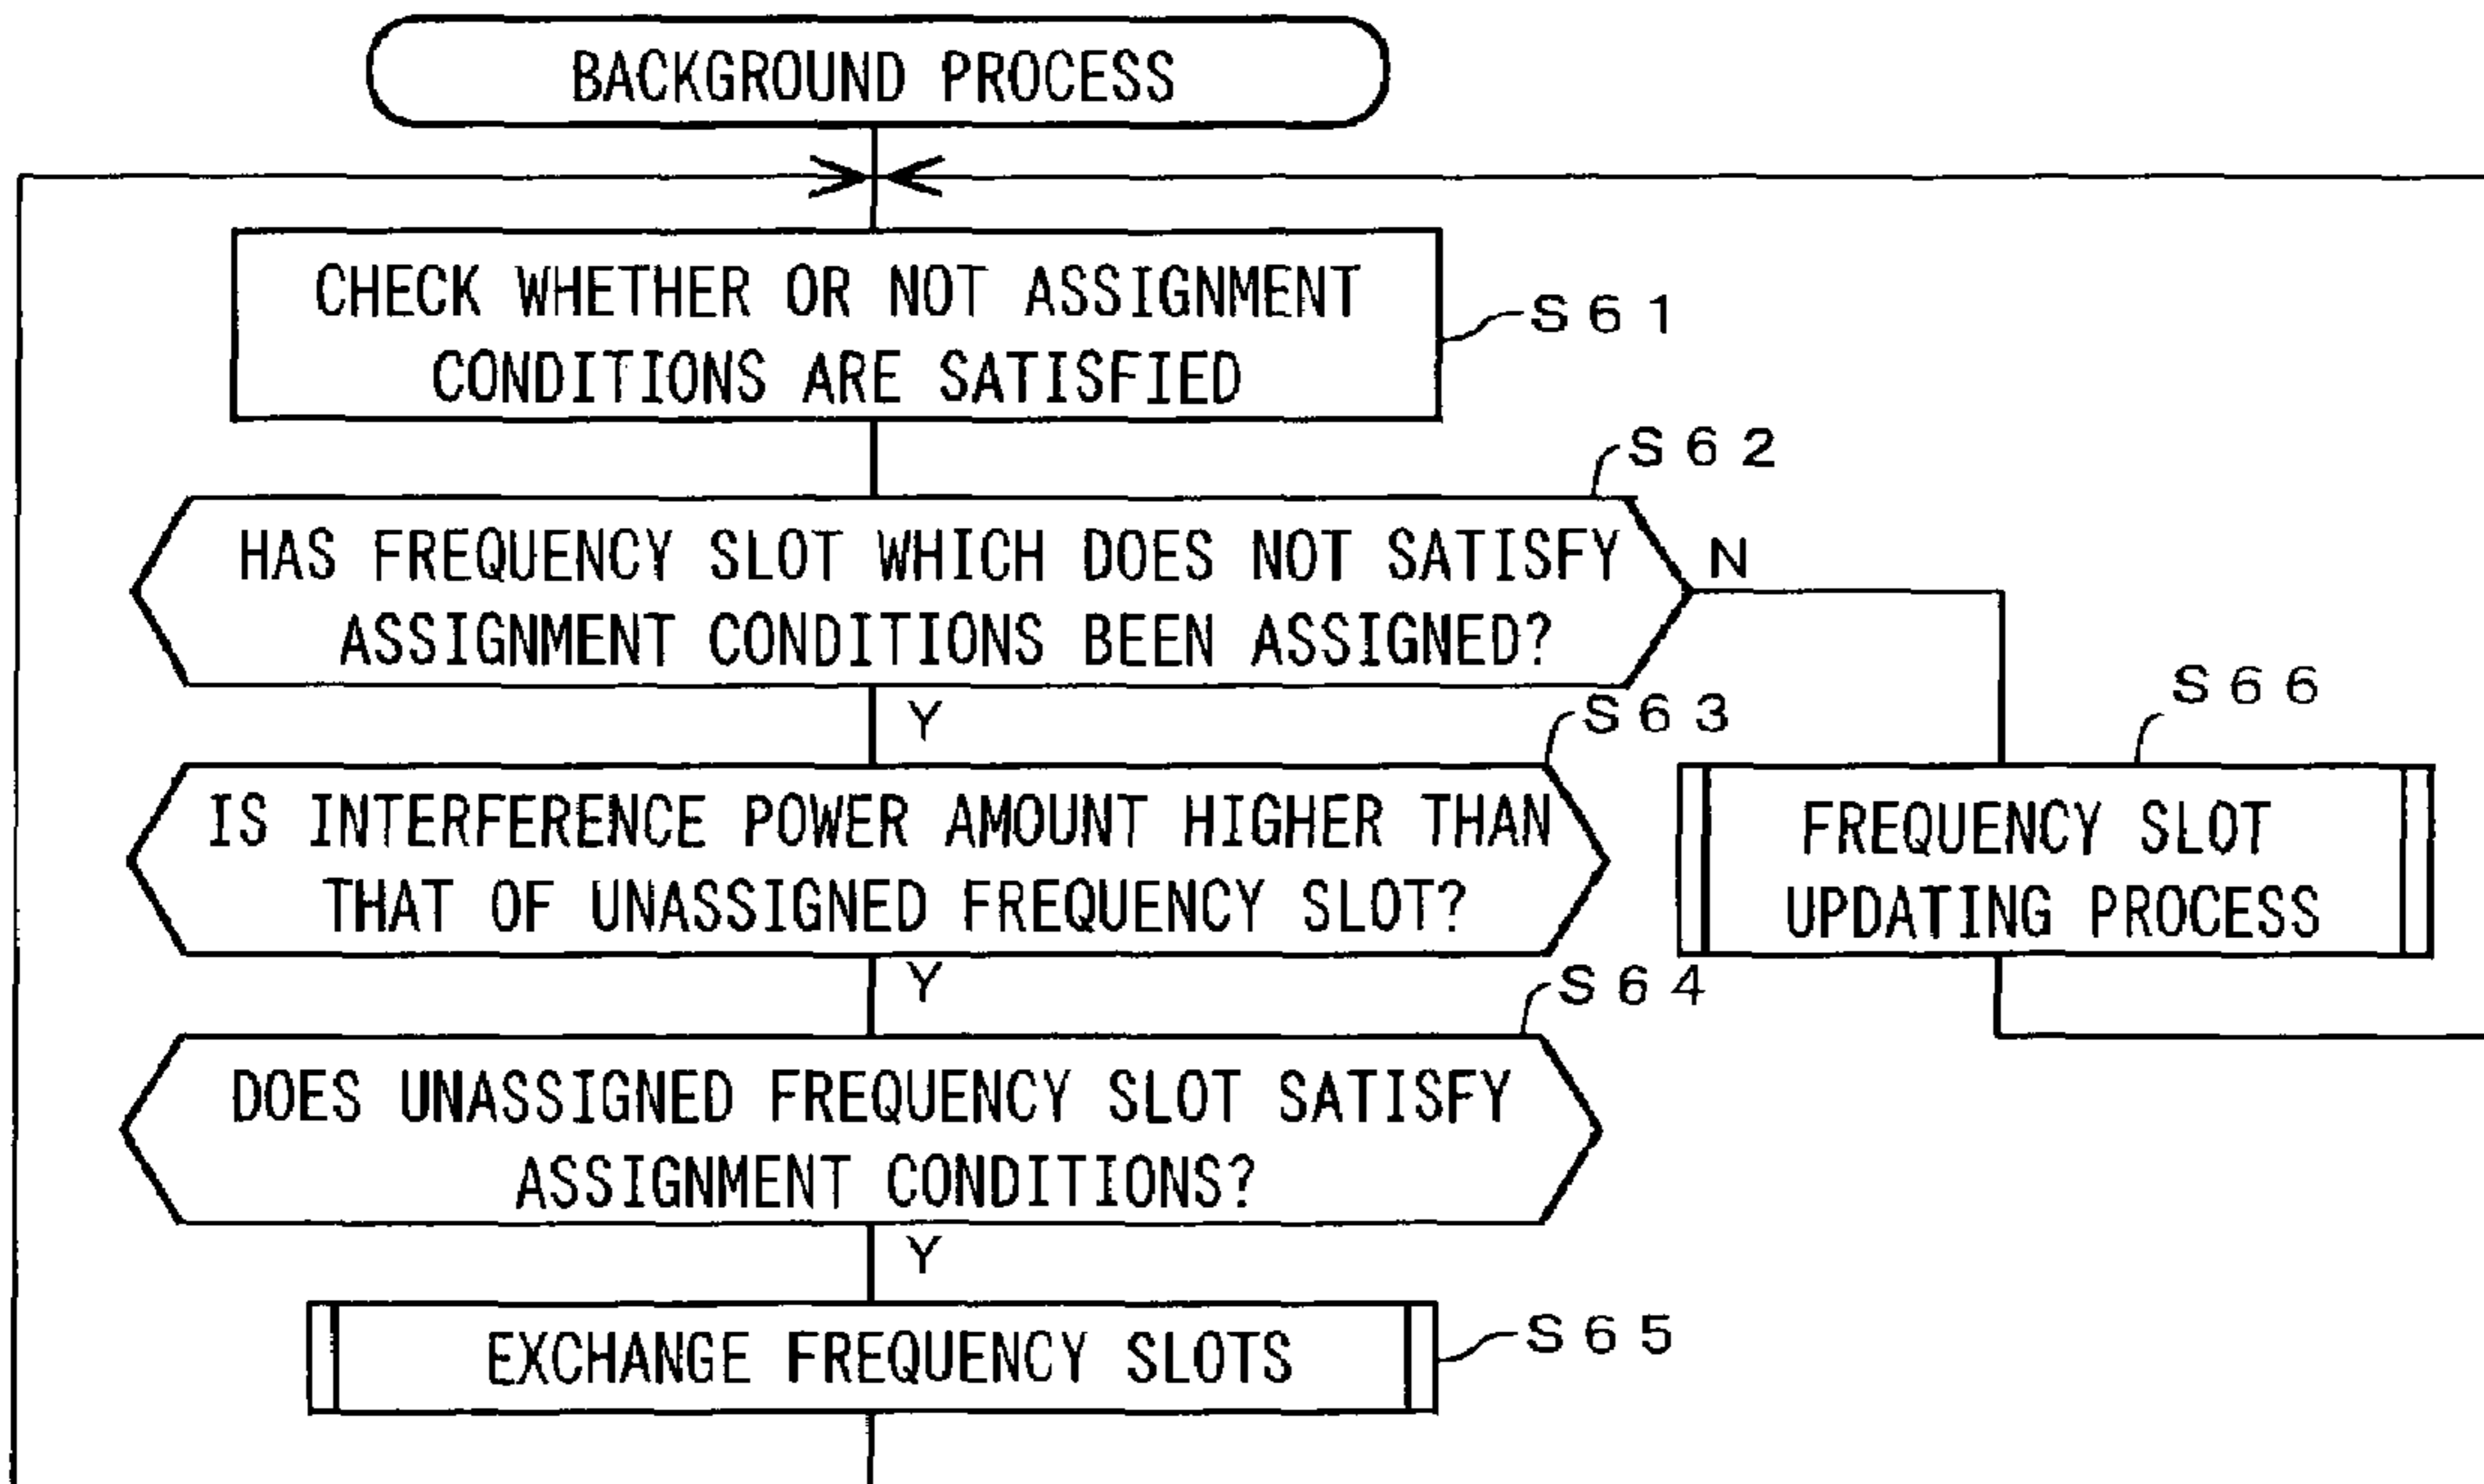 BACKGROUND PROCESS
CHECK WHETHER OR NOT ASSIGNMENT
CONDITIONS ARE SATISFIED
S61
S62
HAS FREQUENCY SLOT WHICH DOES NOT SATISFY
ASSIGNMENT CONDITIONS BEEN ASSIGNED?
N
Y
S63
S66
IS INTERFERENCE POWER AMOUNT HIGHER THAN
THAT OF UNASSIGNED FREQUENCY SLOT?
FREQUENCY SLOT
UPDATING PROCESS
Y
S64
DOES UNASSIGNED FREQUENCY SLOT SATISFY
ASSIGNMENT CONDITIONS?
Y
EXCHANGE FREQUENCY SLOTS
S65